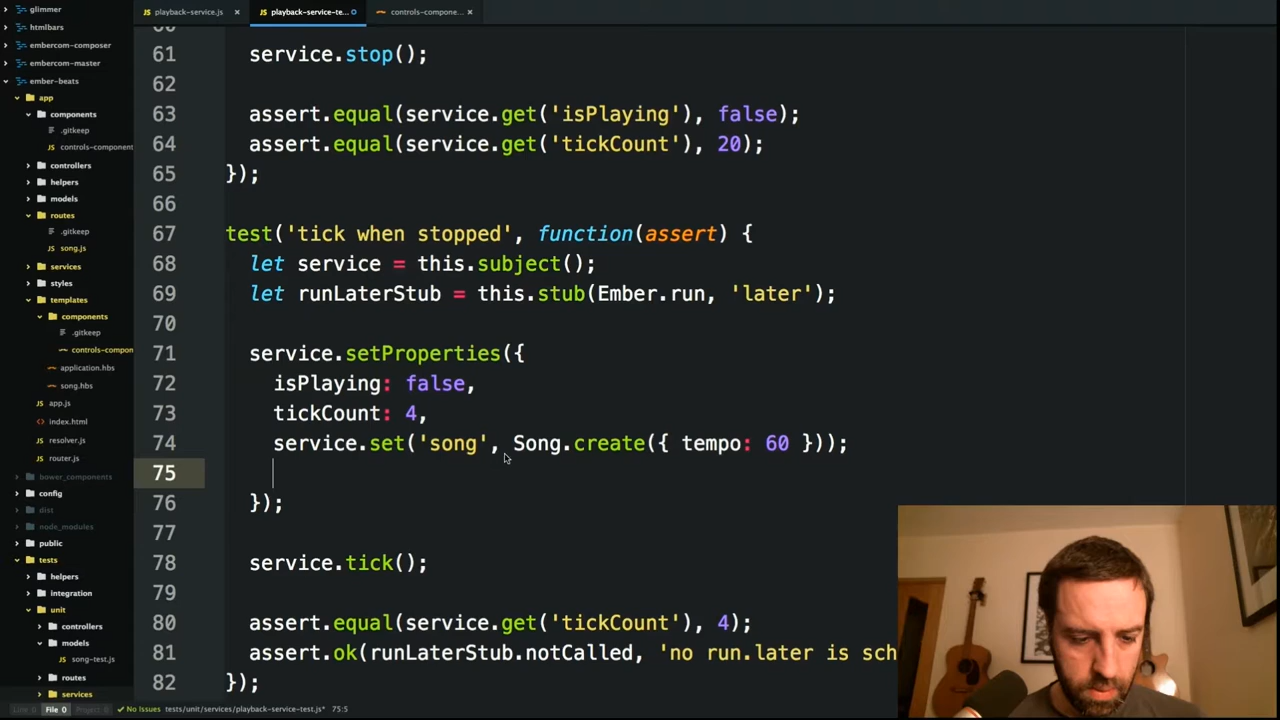 glimmer
htmlbars
embercom-composer
embercom-master
ember-beats
app
components
.gitkeep
controls-component
controllers
helpers
models
routes
.gitkeep
song.js
services
styles
templates
components
.gitkeep
controls-compon
application.hbs
song.hbs
app.js
index.html
resolver.js
router.js
bower_components
config
dist
node_modules
public
tests
helpers
integration
unit
controllers
models
song-test.js
routes
services
playback-service.js ×
playback-service-te...
controls-compone... ×
61 service.stop();
62
63 assert.equal(service.get('isPlaying'), false);
64 assert.equal(service.get('tickCount'), 20);
65 });
66
67 test('tick when stopped', function(assert) {
68 let service = this.subject();
69 let runLaterStub = this.stub(Ember.run, 'later');
70
71 service.setProperties({
72 isPlaying: false,
73 tickCount: 4,
74 service.set('song', Song.create({ tempo: 60 }));
75
76 });
77
78 service.tick();
79
80 assert.equal(service.get('tickCount'), 4);
81 assert.ok(runLaterStub.notCalled, 'no run.later is sch
82 });
Line 0 File 0 Project 0 No Issues tests/unit/services/playback-service-test.js* 75:5